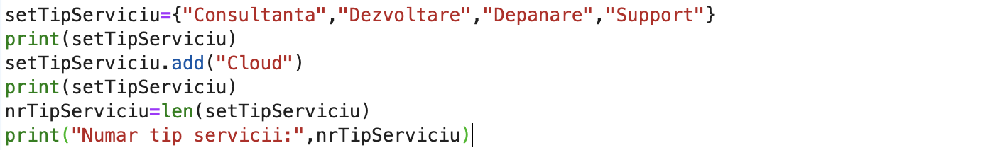 setTipServiciu={"Consultanta","Dezvoltare","Depanare","Support"}
print(setTipServiciu)
setTipServiciu.add("Cloud")
print(setTipServiciu)
nrTipServiciu=len(setTipServiciu)
print("Numar tip servicii:",nrTipServiciu)